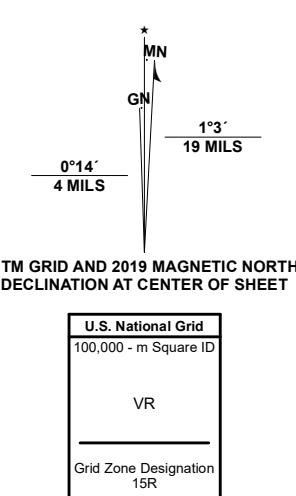 ★
MN
GN
1°3´
19 MILS
0°14´
4 MILS
TM GRID AND 2019 MAGNETIC NORTH
DECLINATION AT CENTER OF SHEET
U.S. National Grid
100,000 - m Square ID
VR
Grid Zone Designation
15R